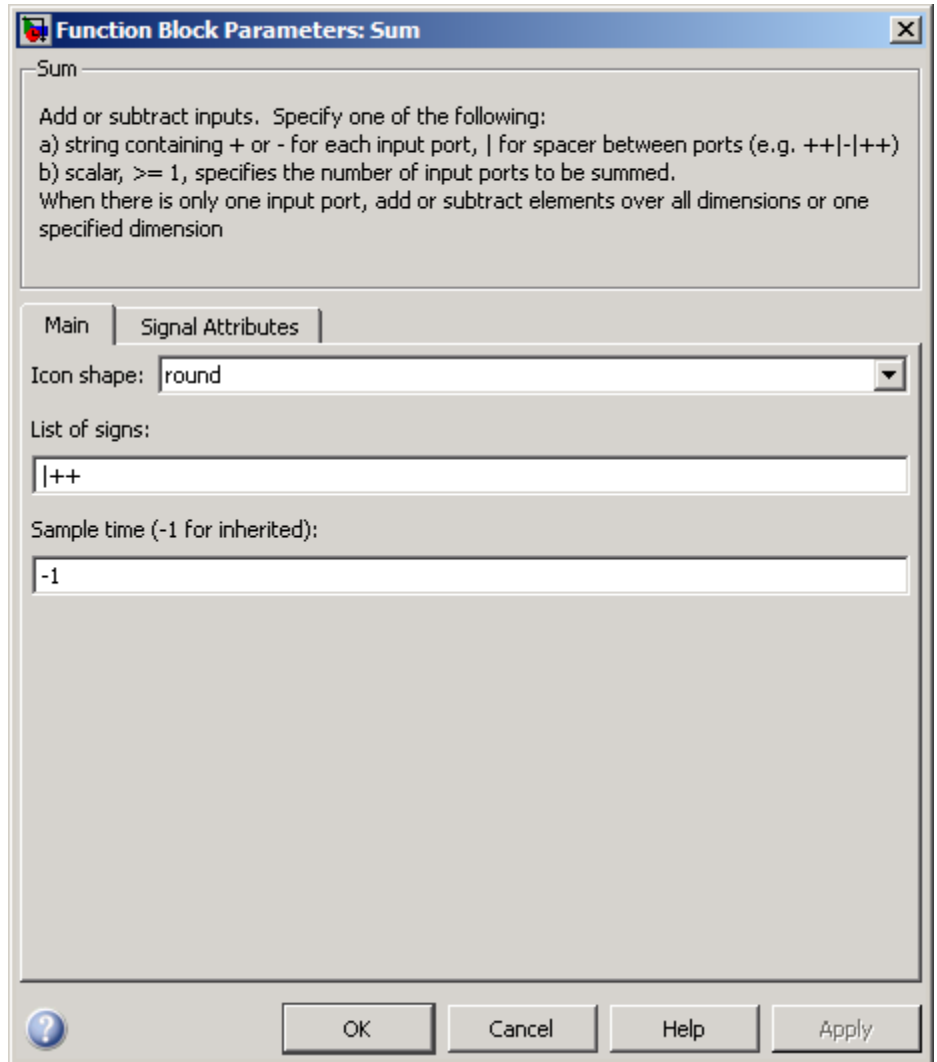 Function Block Parameters: Sum
Sum
Add or subtract inputs.  Specify one of the following:
a) string containing + or - for each input port, | for spacer between ports (e.g. ++|-|++)
b) scalar, >= 1, specifies the number of input ports to be summed.
When there is only one input port, add or subtract elements over all dimensions or one
specified dimension
Main Signal Attributes
Icon shape: round
List of signs:
|++
Sample time (-1 for inherited):
-1
OK Cancel Help Apply